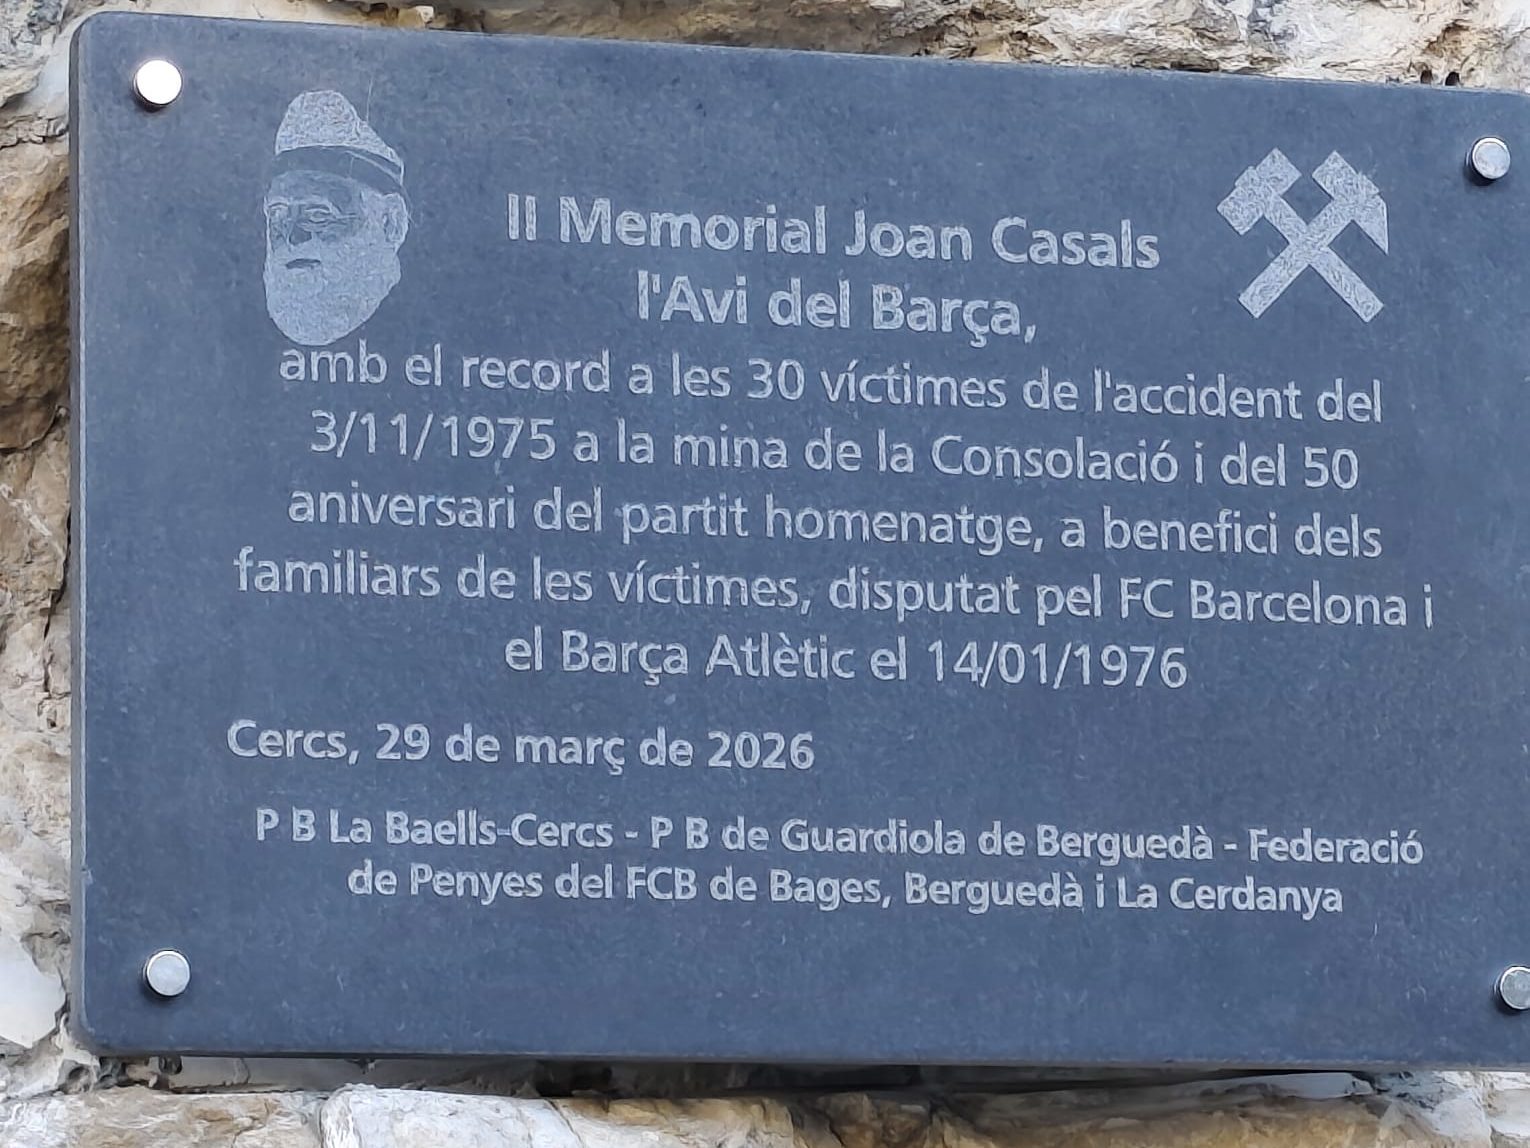 II Memorial Joan Casals
l'Avi del Barça,
amb el record a les 30 víctimes de l'accident del
3/11/1975 a la mina de la Consolació i del 50
aniversari del partit homenatge, a benefici dels
familiars de les víctimes, disputat pel FC Barcelona i
el Barça Atlètic el 14/01/1976
Cercs, 29 de març de 2026
P B La Baells-Cercs - P B de Guardiola de Berguedà - Federació
de Penyes del FCB de Bages, Berguedà i La Cerdanya